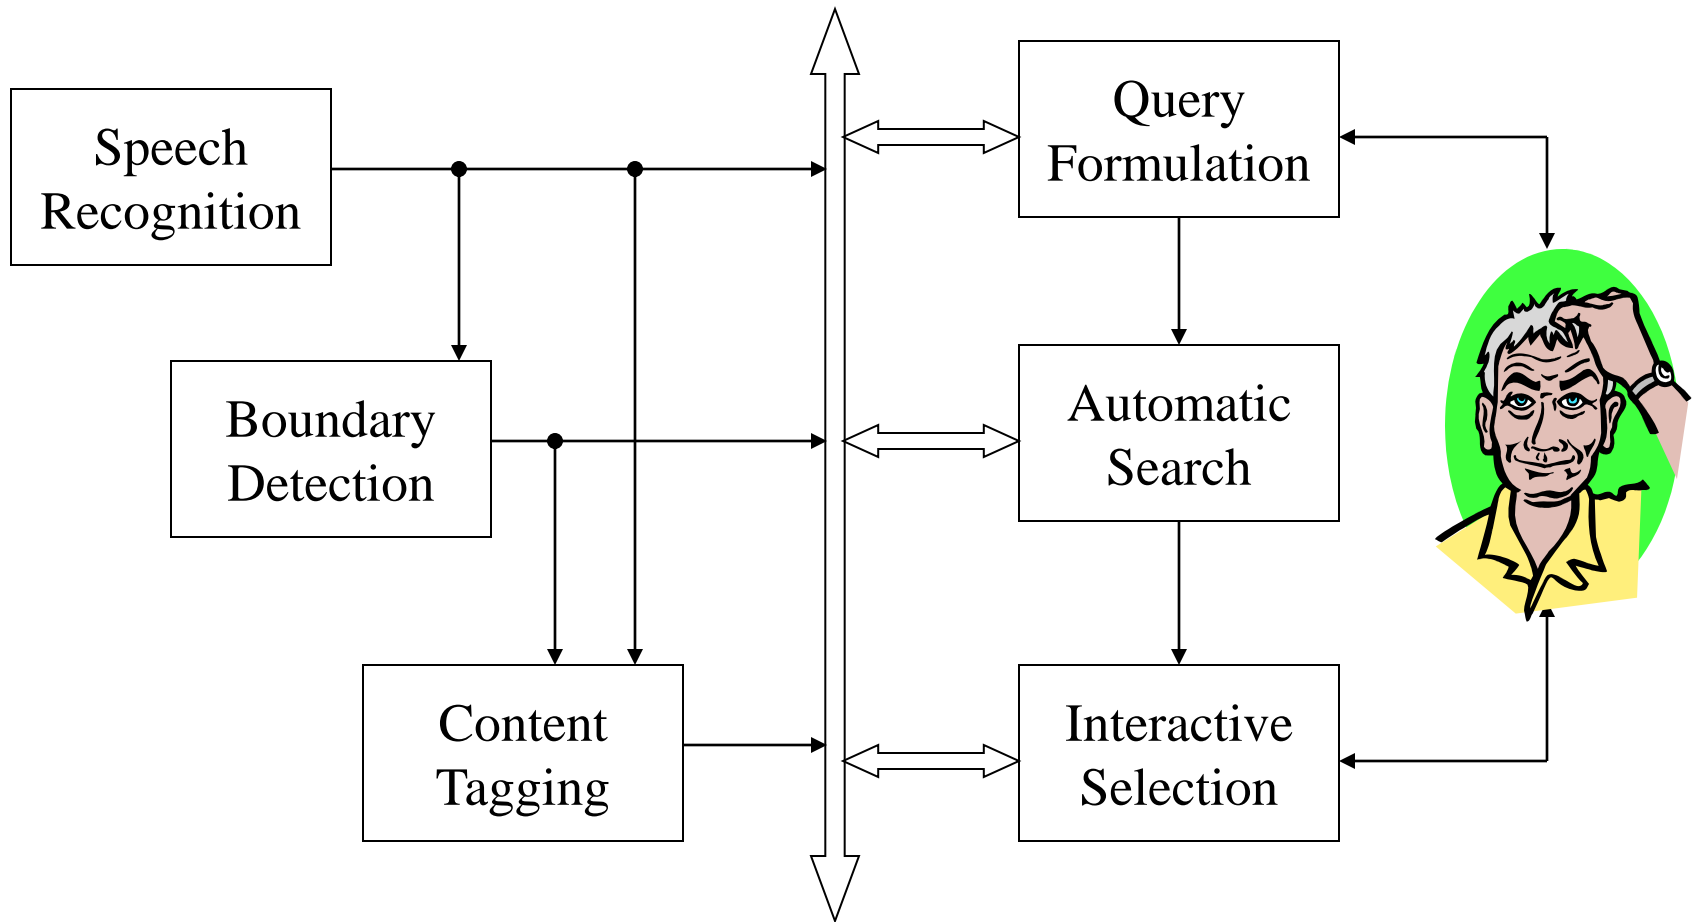 Speech
Recognition
Boundary
Detection
Content
Tagging
Query
Formulation
Automatic
Search
Interactive
Selection